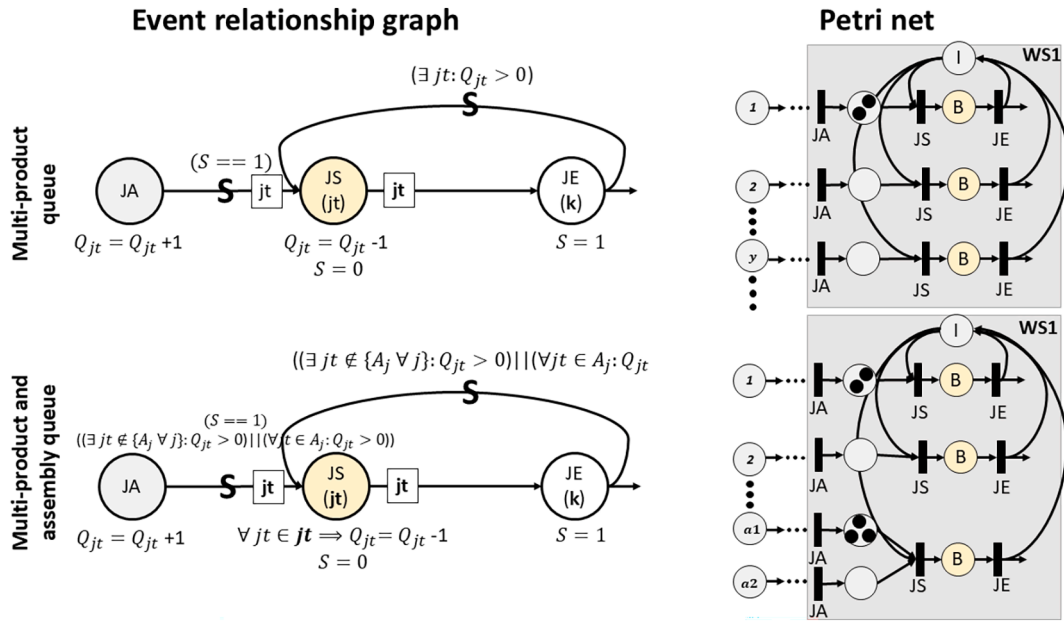 Event relationship graph
Petri net
Multi-product
queue
(∃ jt: Q_jt > 0)
S
(S == 1)
JA
S
jt
JS
(jt)
jt
JE
(k)
Q_jt = Q_jt +1
Q_jt = Q_jt -1
S = 0
S = 1
WS1
I
1
JA
JS
B
JE
2
JA
JS
B
JE
y
JA
JS
B
JE
Multi-product and
assembly queue
((∃ jt ∉ {A_j ∀ j}: Q_jt > 0)||(∀jt ∈ A_j: Q_jt
S
(S == 1)
((∃ jt ∉ {A_j ∀ j}: Q_jt > 0)||(∀jt ∈ A_j: Q_jt > 0))
JA
S
jt
JS
(jt)
jt
JE
(k)
Q_jt = Q_jt +1
∀ jt ∈ jt ⟹ Q_jt = Q_jt -1
S = 0
S = 1
WS1
I
1
JA
JS
B
JE
2
JA
JS
B
JE
a1
JA
JS
B
JE
a2
JA